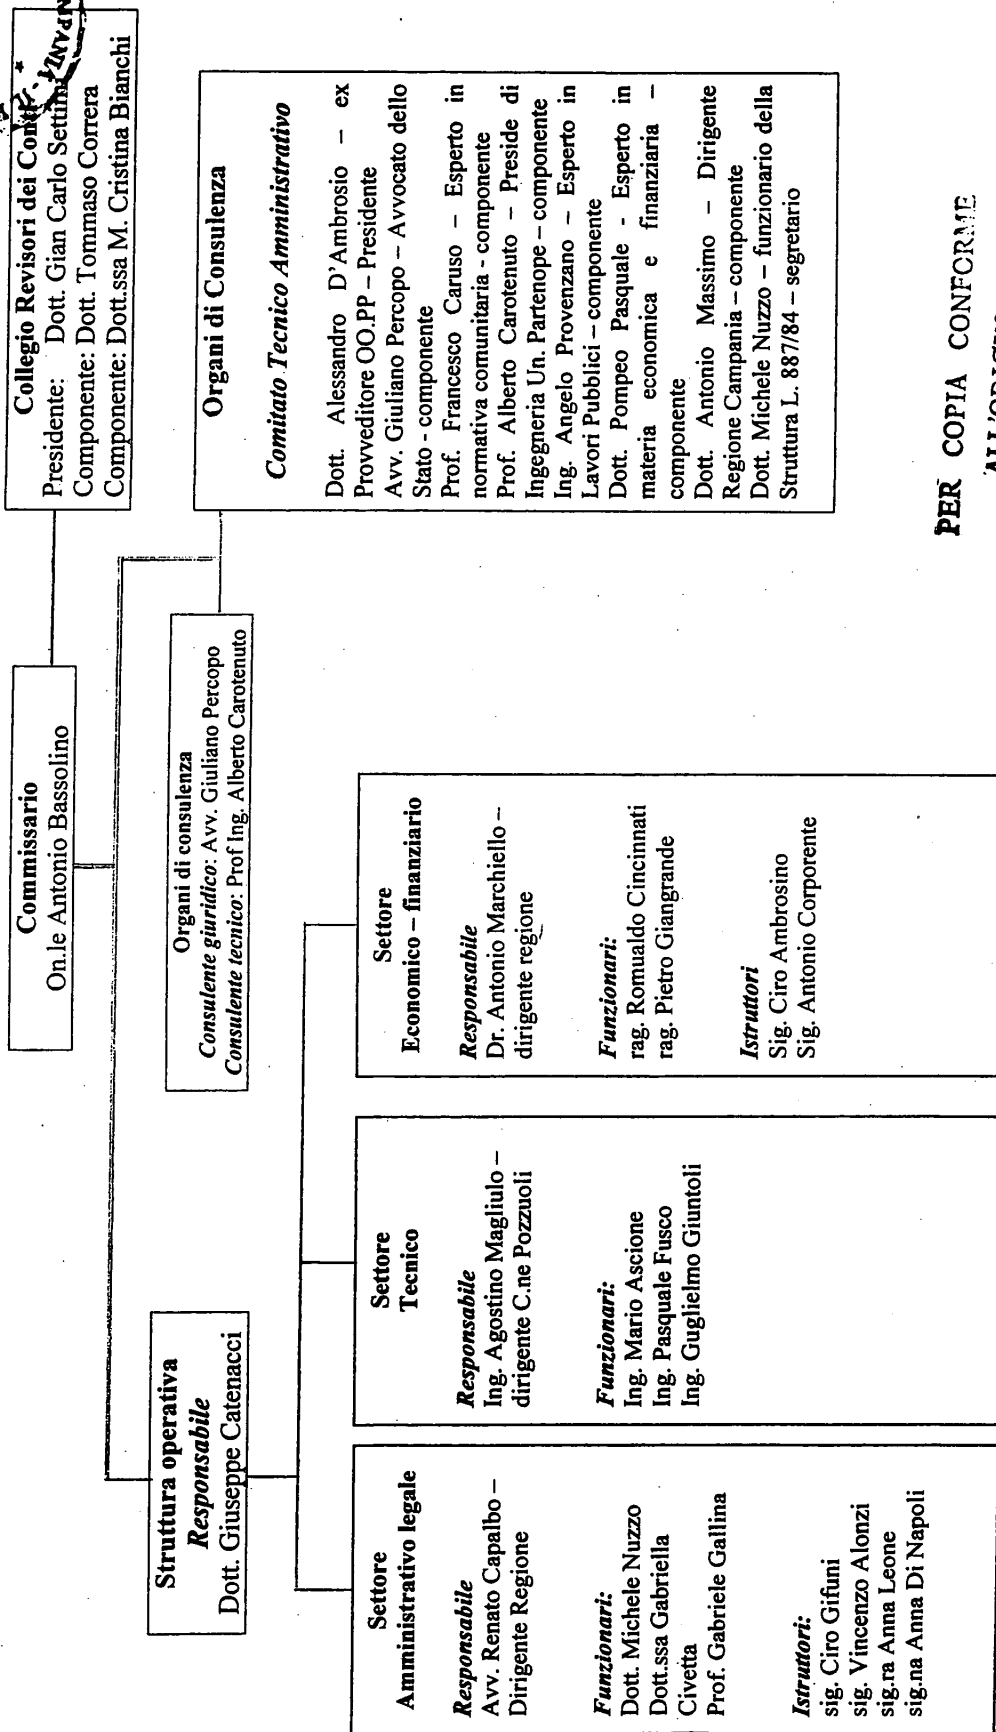 Commissario
On.le Antonio Bassolino
Collegio Revisori dei Conti
Presidente: Dott. Gian Carlo
Componente: Dott. Tommaso Correra
Componente: Dott.ssa M. Cristina Bianchi
Organi di consulenza
Consulente giuridico: Avv. Giuliano Percopo
Consulente tecnico: Prof Ing. Alberto Carotenuto
Organi di Consulenza
Comitato Tecnico Amministrativo
Dott. Alessandro D'Ambrosio – ex
Provveditore OO.PP – Presidente
Avv. Giuliano Percopo – Avvocato dello
Stato - componente
Prof. Francesco Caruso – Esperto in
normativa comunitaria - componente
Prof. Alberto Carotenuto – Preside di
Ingegneria Un. Partenope – componente
Ing. Angelo Provenzano – Esperto in
Lavori Pubblici – componente
Dott. Pompeo Pasquale - Esperto in
materia economica e finanziaria –
componente
Dott. Antonio Massimo – Dirigente
Regione Campania – componente
Dott. Michele Nuzzo – funzionario della
Struttura L. 887/84 – segretario
Struttura operativa
Responsabile
Dott. Giuseppe Catenacci
Settore
Amministrativo legale
Responsabile
Avv. Renato Capalbo –
Dirigente Regione
Funzionari:
Dott. Michele Nuzzo
Dott.ssa Gabriella
Civetta
Prof. Gabriele Gallina
Istruttori:
sig. Ciro Gifuni
sig. Vincenzo Alonzi
sig.ra Anna Leone
sig.na Anna Di Napoli
Settore
Tecnico
Responsabile
Ing. Agostino Magliulo –
dirigente C.ne Pozzuoli
Funzionari:
Ing. Mario Ascione
Ing. Pasquale Fusco
Ing. Guglielmo Giuntoli
Settore
Economico – finanziario
Responsabile
Dr. Antonio Marchiello –
dirigente regione
Funzionari:
rag. Romualdo Cincinnati
rag. Pietro Giangrande
Istruttori
Sig. Ciro Ambrosino
Sig. Antonio Corporente
PER COPIA CONFORME